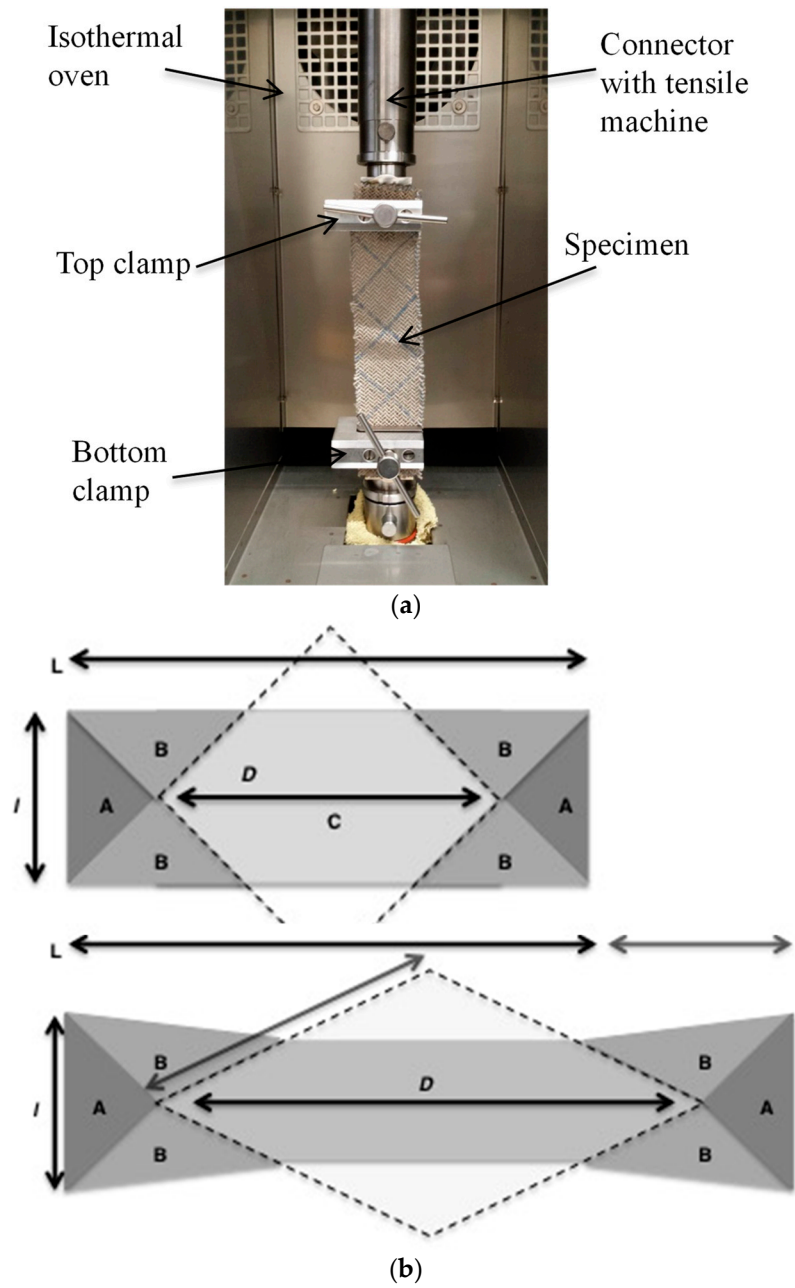 Isothermal
oven
Connector
with tensile
machine
Top clamp
Specimen
Bottom
clamp
(a)
L
B
B
D
l
A
A
C
B
B
L
B
B
D
l
A
A
B
B
(b)